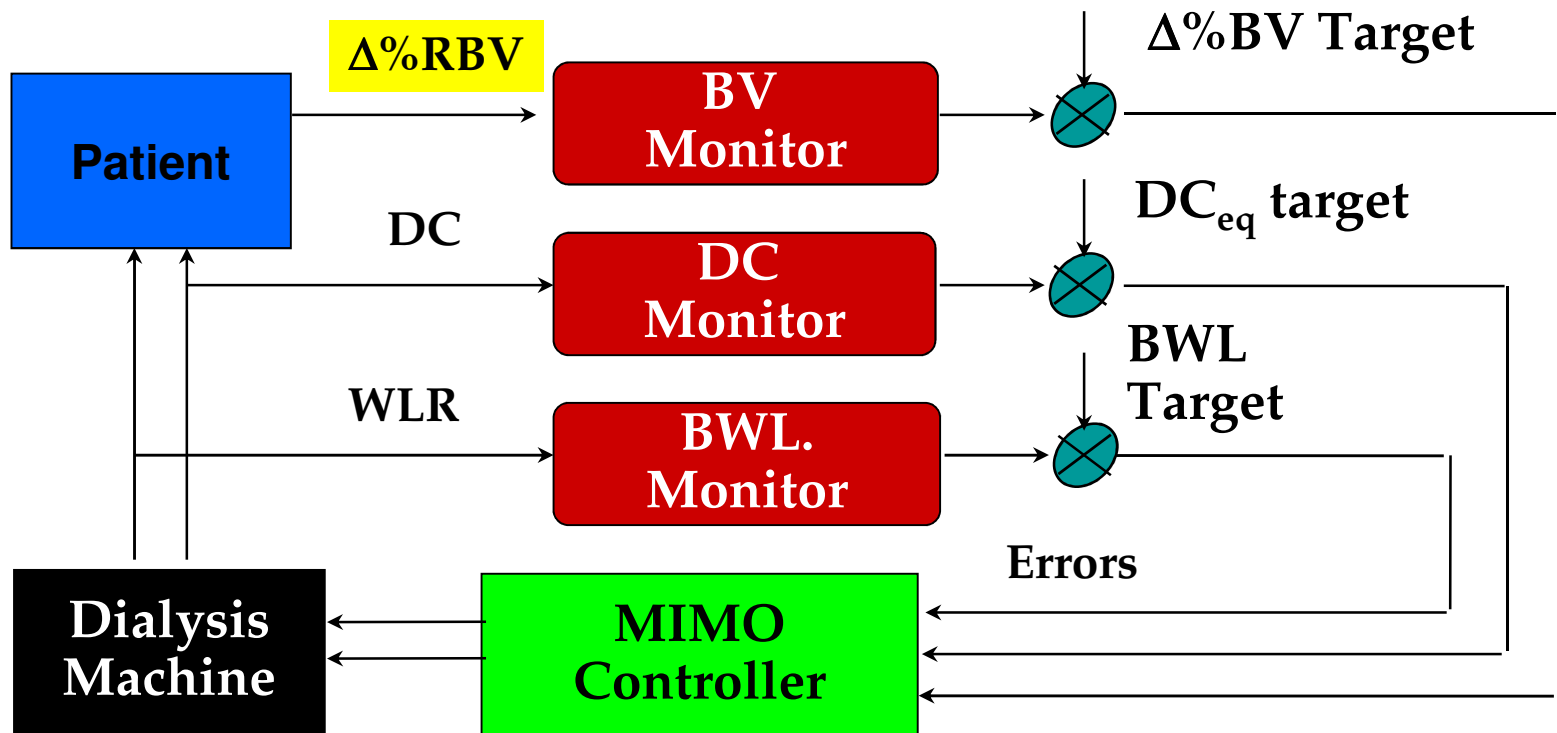 Δ%RBV
Δ%BV Target
BV
Monitor
Patient
DC
DCeq target
DC
Monitor
WLR
BWL
Target
BWL.
Monitor
Errors
Dialysis
Machine
MIMO
Controller